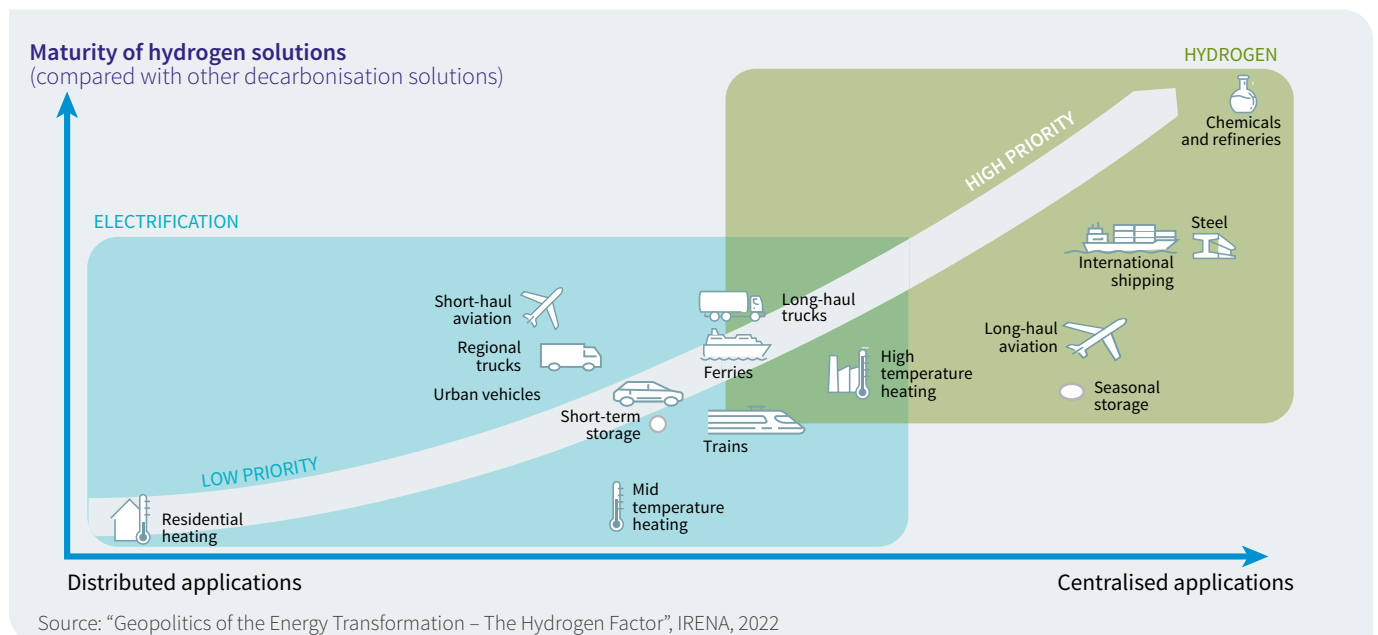 Maturity of hydrogen solutions
(compared with other decarbonisation solutions)
HYDROGEN
Chemicals
and refineries
HIGH PRIORITY
ELECTRIFICATION
Steel
International
shipping
Short-haul
aviation
Long-haul
trucks
Long-haul
aviation
Regional
trucks
Ferries
High
temperature
heating
Urban vehicles
Seasonal
storage
Short-term
storage
Trains
LOW PRIORITY
Mid
temperature
heating
Residential
heating
Distributed applications
Centralised applications
Source: “Geopolitics of the Energy Transformation – The Hydrogen Factor”, IRENA, 2022